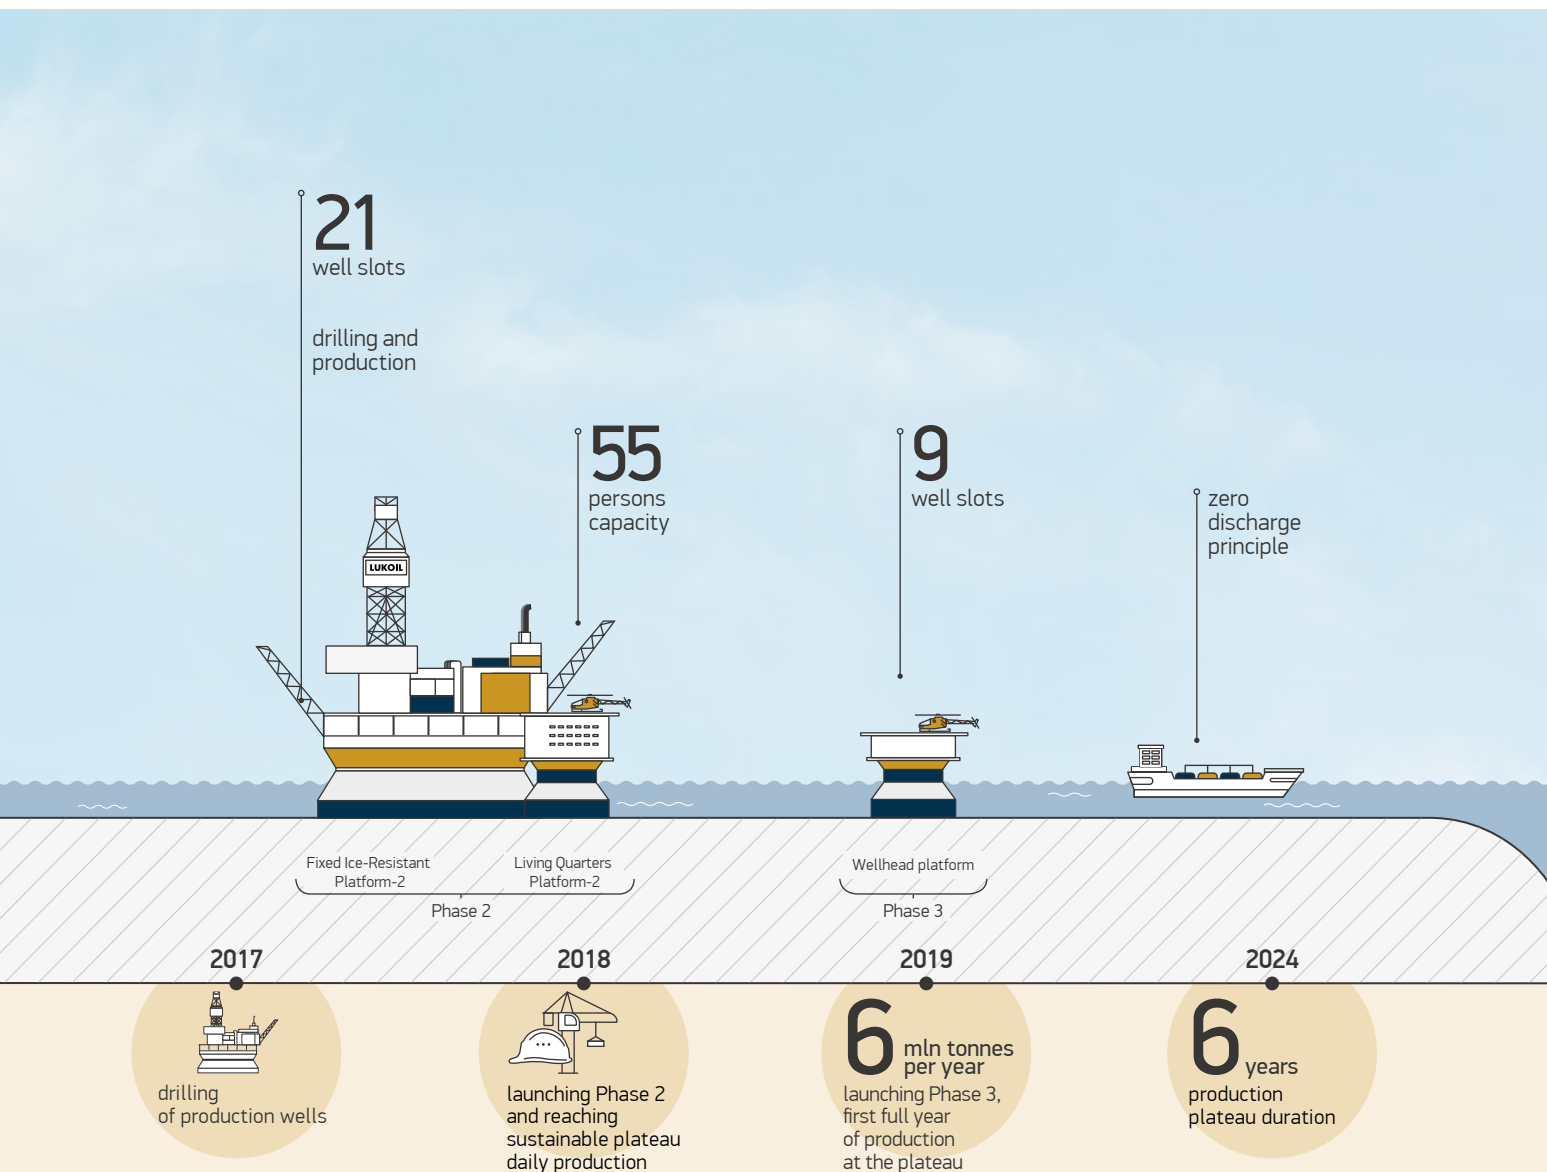 21
well slots
drilling and
production
55
persons
capacity
9
well slots
zero
discharge
principle
LUKOIL
Fixed Ice-Resistant
Platform-2
Living Quarters
Platform-2
Phase 2
Wellhead platform
Phase 3
2017
drilling
of production wells
2018
launching Phase 2
and reaching
sustainable plateau
daily production
2019
6 mln tonnes
per year
launching Phase 3,
first full year
of production
at the plateau
2024
6 years
production
plateau duration